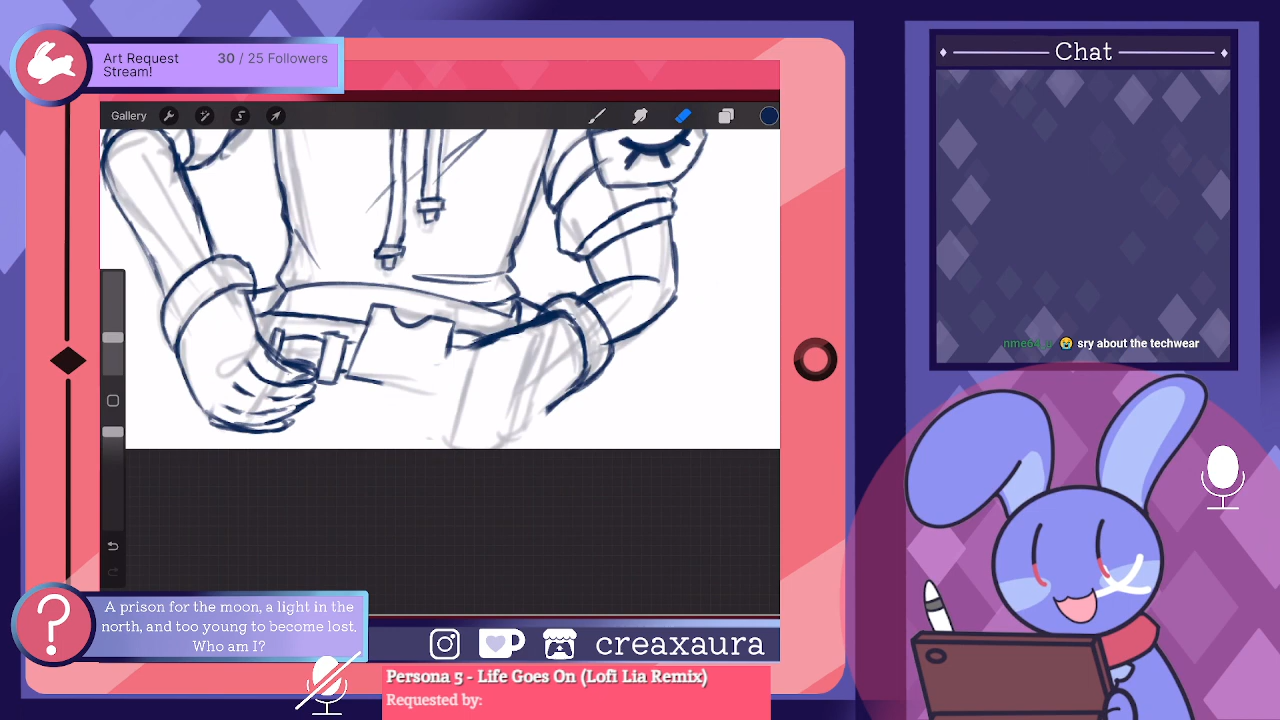 Art Request
Stream!
30 / 25 Followers
Chat
Gallery
sry about the techwear
A prison for the moon, a light in the
north, and too young to become lost.
Who am I?
creaxaura
Persona 5 - Life Goes On (Lofi Lia Remix)
Requested by: